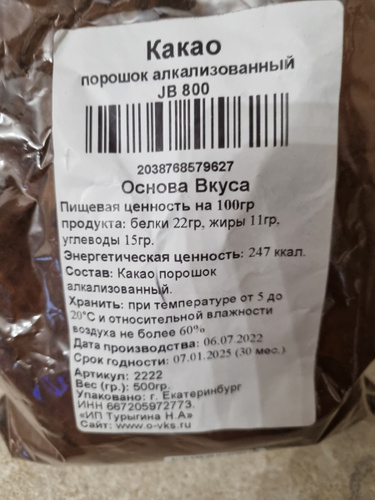 Какао
порошок алкализованный
JB 800
2038768579627
Основа Вкуса
Пищевая ценность на 100гр
продукта: белки 22гр, жиры 11гр,
углеводы 15гр.
Энергетическая ценность: 247 ккал.
Состав: Какао порошок
алкализованный.
Хранить: при температуре от 5 до
20°С и относительной влажности
воздуха не более 60%
Дата производства: 06.07.2022
Срок годности: 07.01.2025 (30 мес.)
Артикул: 2222
Вес (гр.): 500гр.
Упаковано: г. Екатеринбург
ИНН 667205972773.
«ИП Турыгина Н.А»
Сайт: www.o-vks.ru